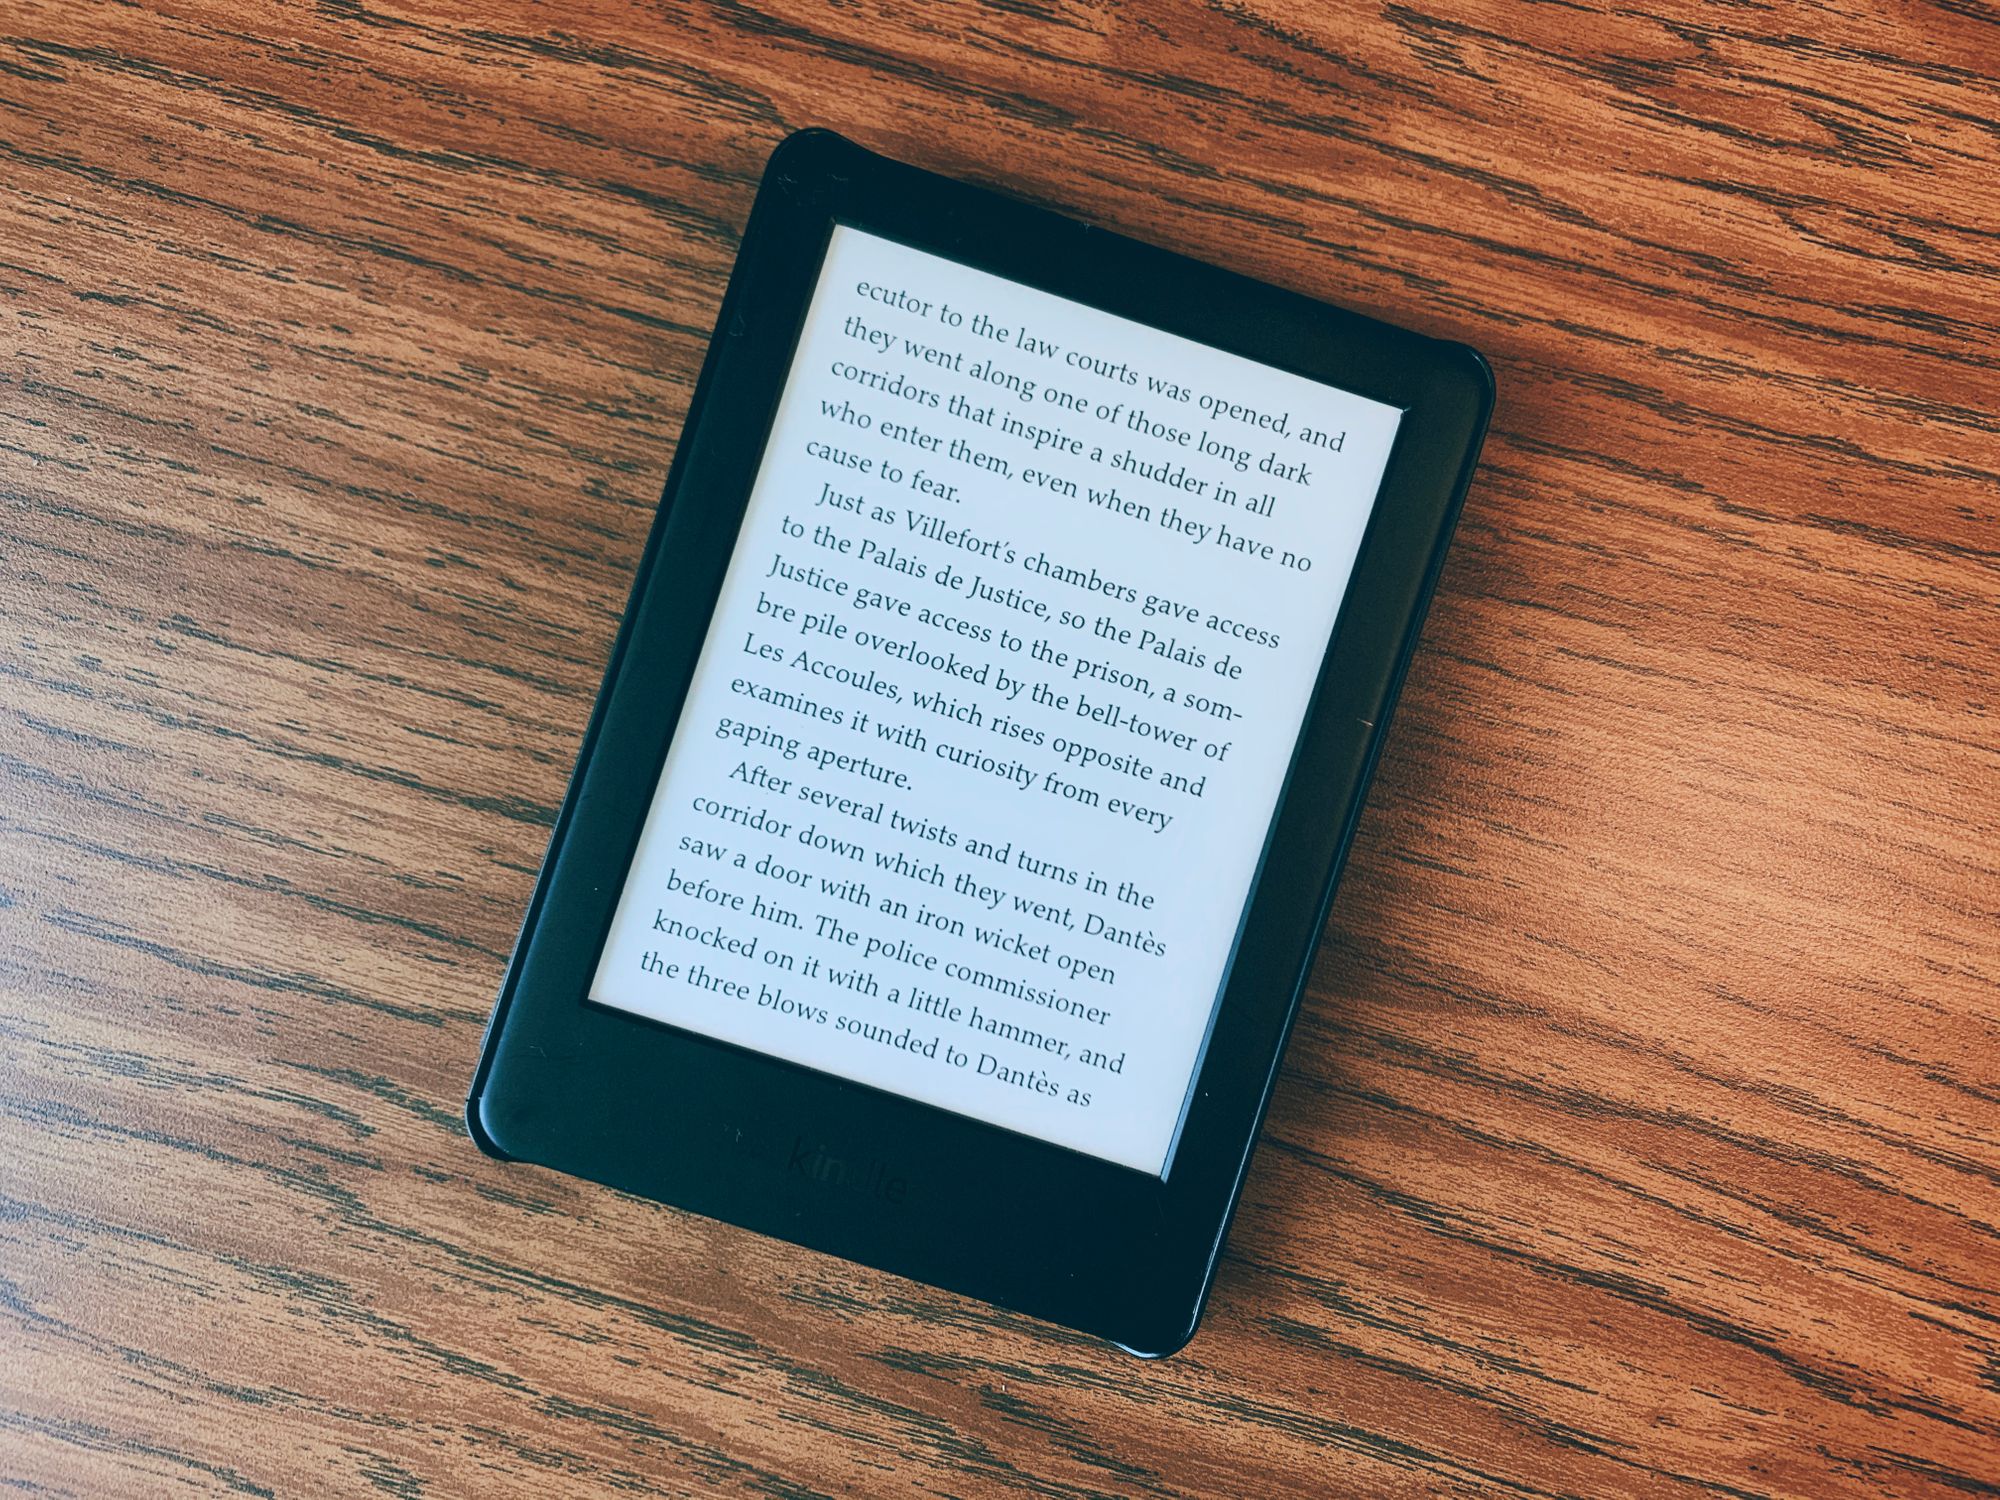 ecutor to the law courts was opened, and
they went along one of those long dark
corridors that inspire a shudder in all
who enter them, even when they have no
cause to fear.
Just as Villefort's chambers gave access
to the Palais de Justice, so the Palais de
Justice gave access to the prison, a som-
bre pile overlooked by the bell-tower of
Les Accoules, which rises opposite and
examines it with curiosity from every
gaping aperture.
After several twists and turns in the
corridor down which they went, Dantès
saw a door with an iron wicket open
before him. The police commissioner
knocked on it with a little hammer, and
the three blows sounded to Dantès as
kindle